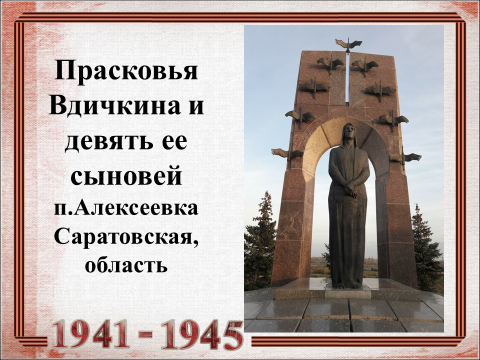 Прасковья
Вдичкина и
девять ее
сыновей
п.Алексеевка
Саратовская,
область
1941-1945